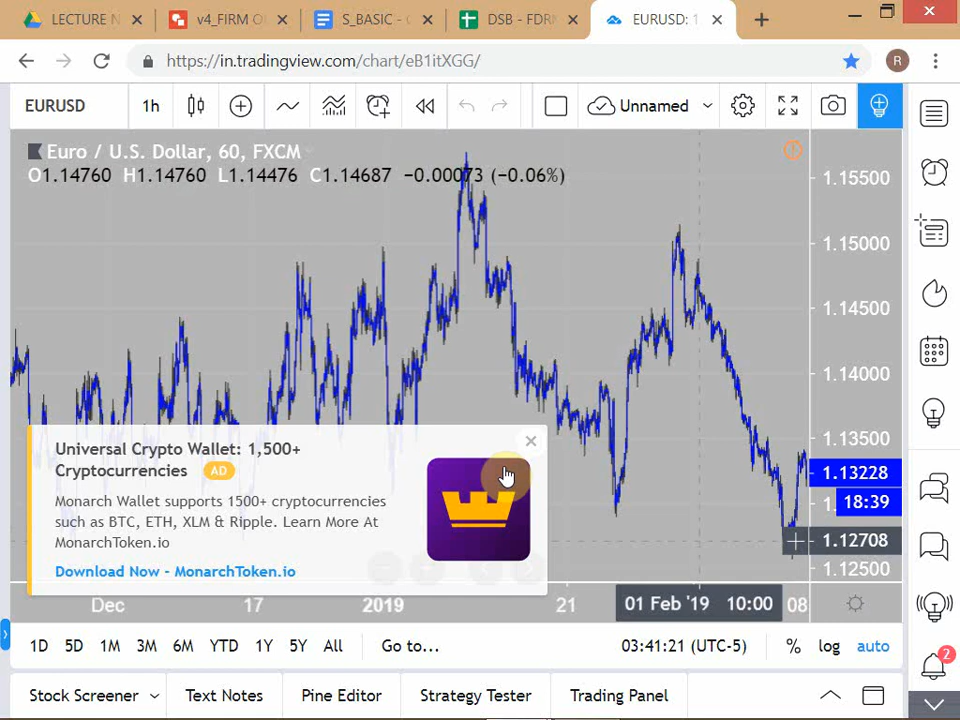 LECTURE N
v4_FIRM O
S_BASIC - G
DSB - FDRM
EURUSD: 1
https://in.tradingview.com/chart/eB1itXGG/
R
EURUSD 1h Unnamed
Euro / U.S. Dollar, 60, FXCM
O1.14760 H1.14760 L1.14476 C1.14687 −0.00073 (−0.06%)
1.15500
1.15000
1.14500
1.14000
1.13500
1.13228
18:39
1.12708
1.12500
Universal Crypto Wallet: 1,500+
Cryptocurrencies AD
Monarch Wallet supports 1500+ cryptocurrencies
such as BTC, ETH, XLM & Ripple. Learn More At
MonarchToken.io
Download Now - MonarchToken.io
Dec 17 2019 21 01 Feb '19 10:00 08
1D 5D 1M 3M 6M YTD 1Y 5Y All Go to... 03:41:21 (UTC-5) % log auto
2
Stock Screener Text Notes Pine Editor Strategy Tester Trading Panel